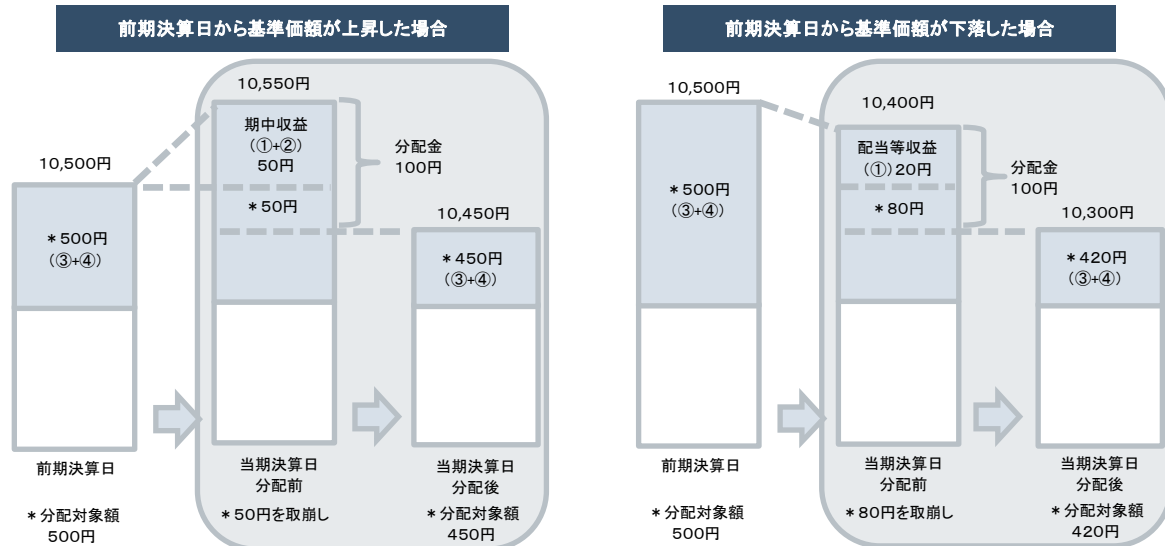 前期決算日から基準価額が上昇した場合
10,500円
*500円
(③+④)
前期決算日
*分配対象額
500円
10,550円
期中収益
(①+②)
50円
*50円
分配金
100円
当期決算日
分配前
*50円を取崩し
10,450円
*450円
(③+④)
当期決算日
分配後
*分配対象額
450円
前期決算日から基準価額が下落した場合
10,500円
*500円
(③+④)
前期決算日
*分配対象額
500円
10,400円
配当等収益
(①)20円
*80円
分配金
100円
当期決算日
分配前
*80円を取崩し
10,300円
*420円
(③+④)
当期決算日
分配後
*分配対象額
420円